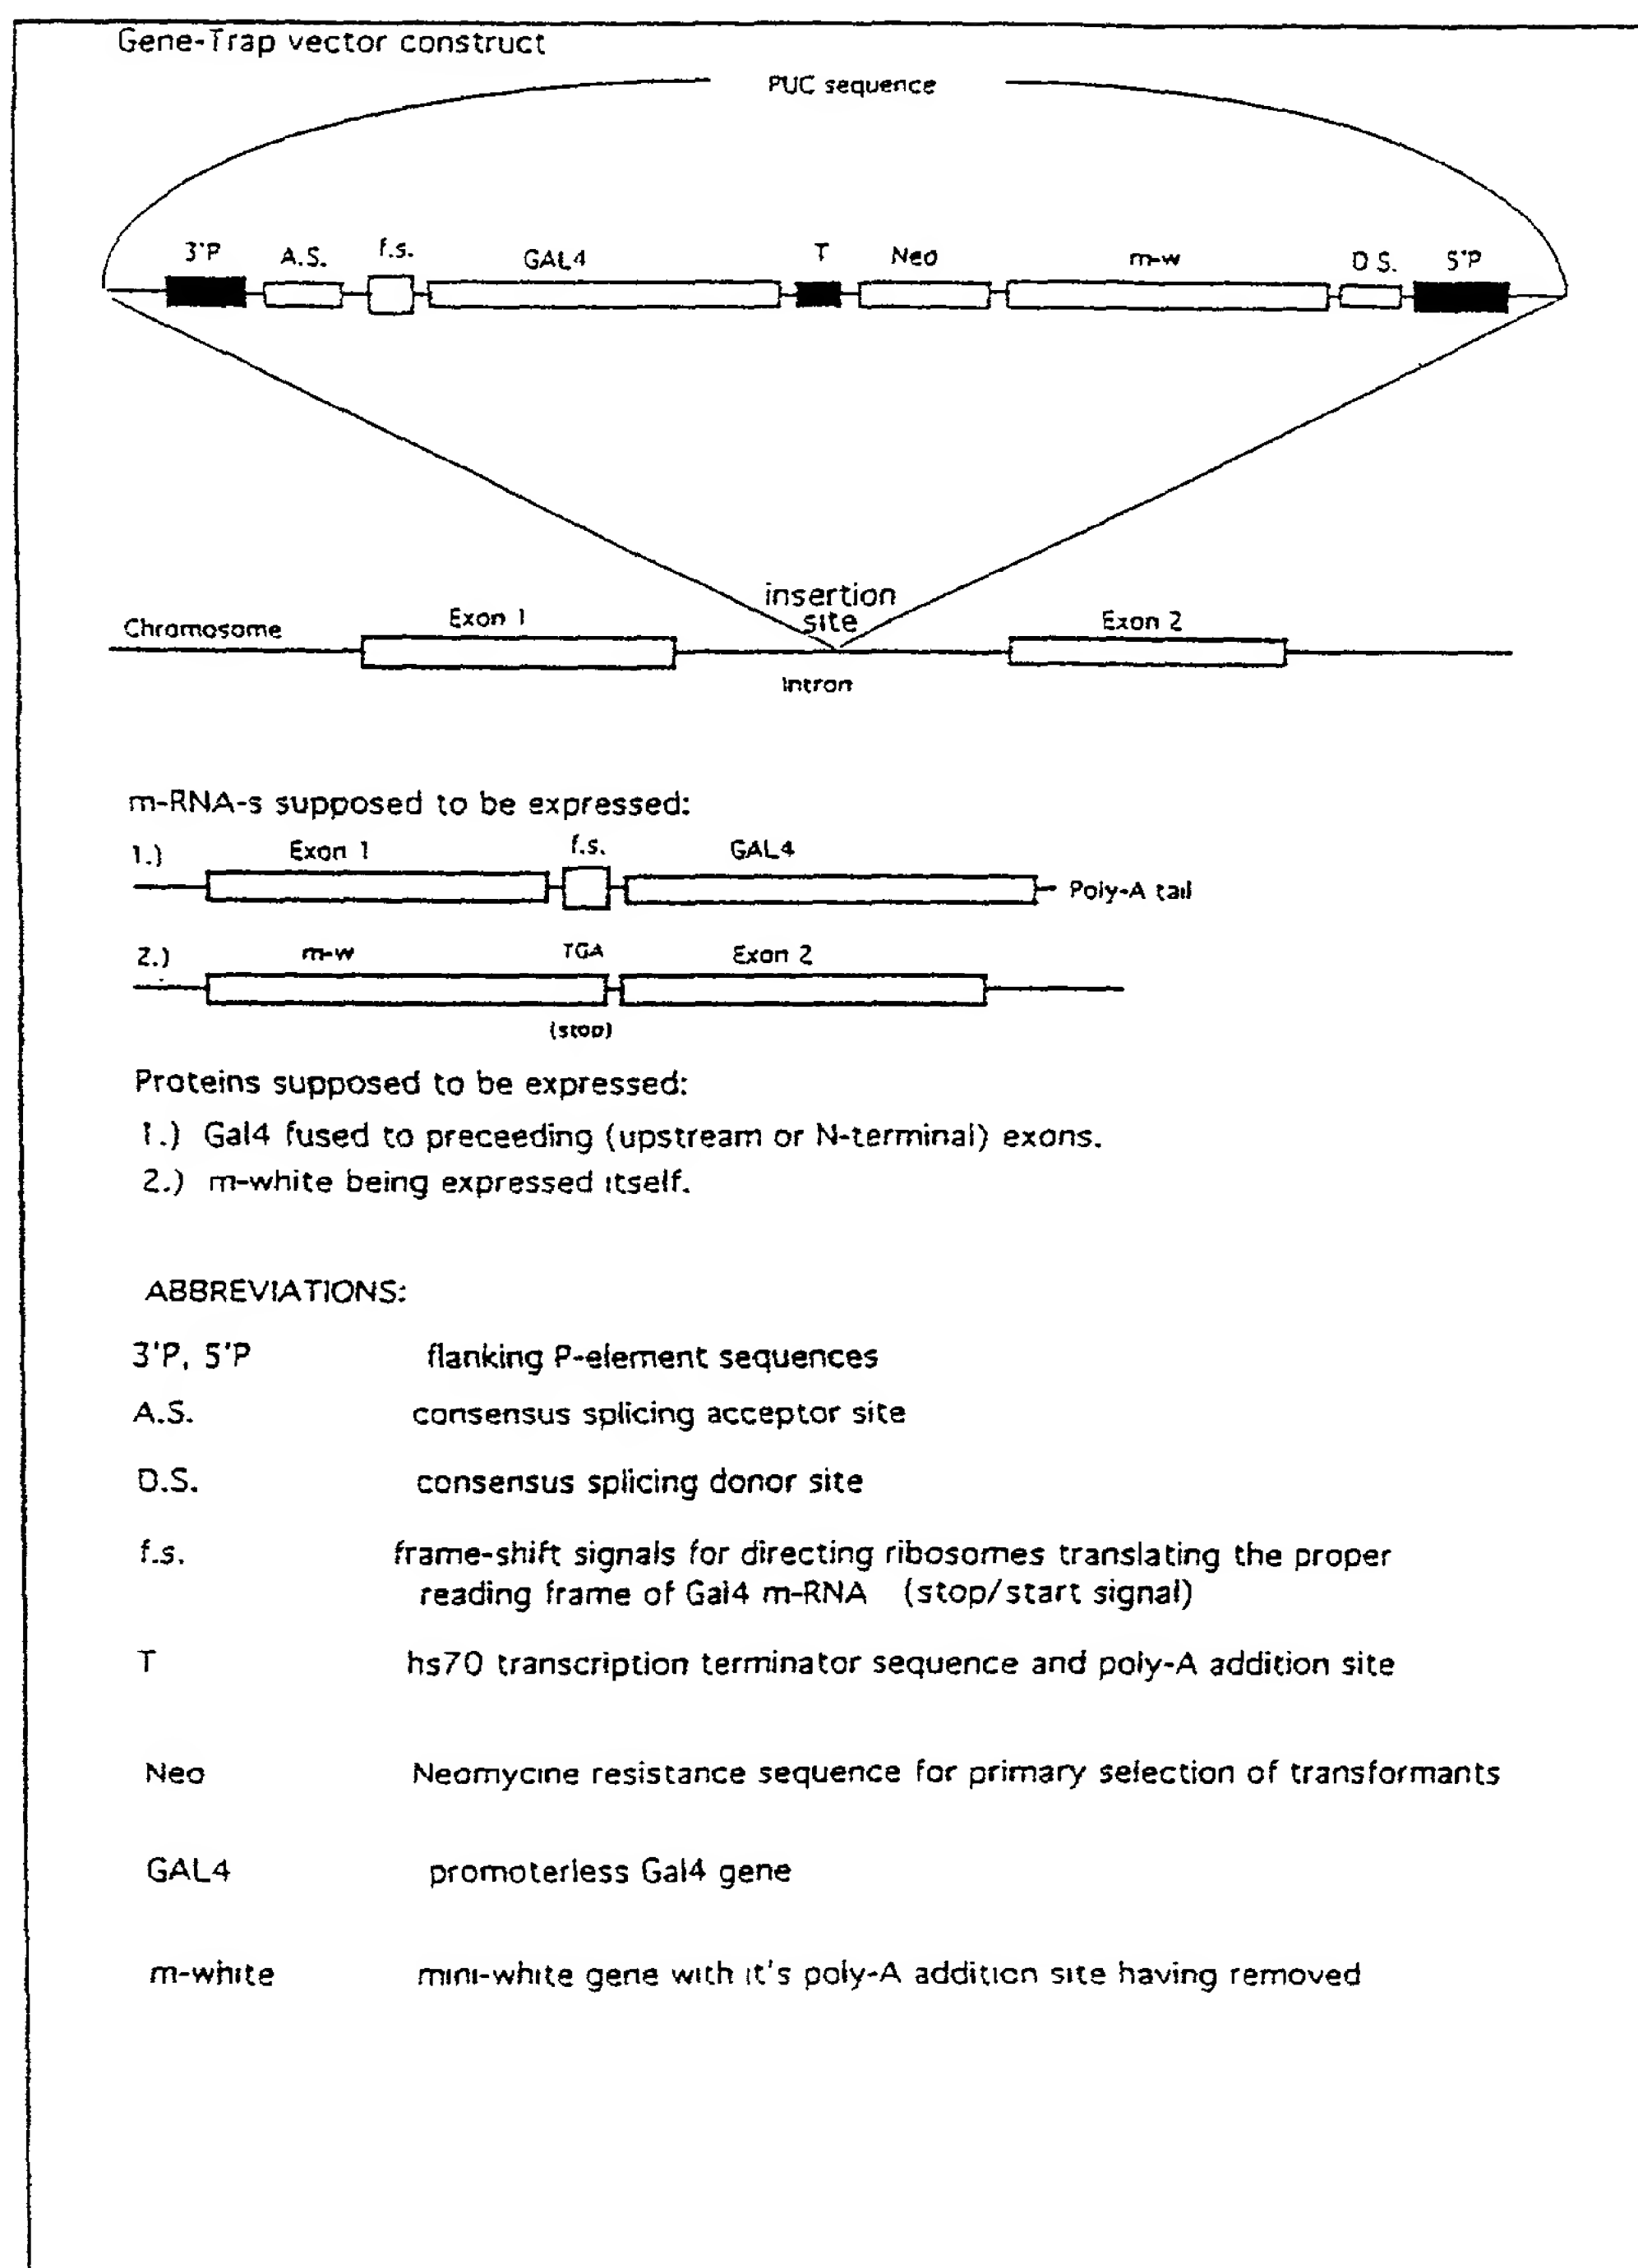 Gene-Trap vector construct
PUC sequence
3'P A.S. f.s. GAL4 T Neo m-w D S. 5'P
insertion
site
Chromosome Exon 1 Exon 2
Intron
m-RNA-s supposed to be expressed:
1.) Exon 1 f.s. GAL4
Poly-A tail
2.) m-w TGA Exon 2
(stop)
Proteins supposed to be expressed:
1.) Gal4 fused to preceeding (upstream or N-terminal) exons.
2.) m-white being expressed itself.
ABBREVIATIONS:
3'P, 5'P flanking P-element sequences
A.S. consensus splicing acceptor site
D.S. consensus splicing donor site
f.s. frame-shift signals for directing ribosomes translating the proper
reading frame of Gal4 m-RNA (stop/start signal)
T hs70 transcription terminator sequence and poly-A addition site
Neo Neomycine resistance sequence for primary selection of transformants
GAL4 promoterless Gal4 gene
m-white mini-white gene with it's poly-A addition site having removed